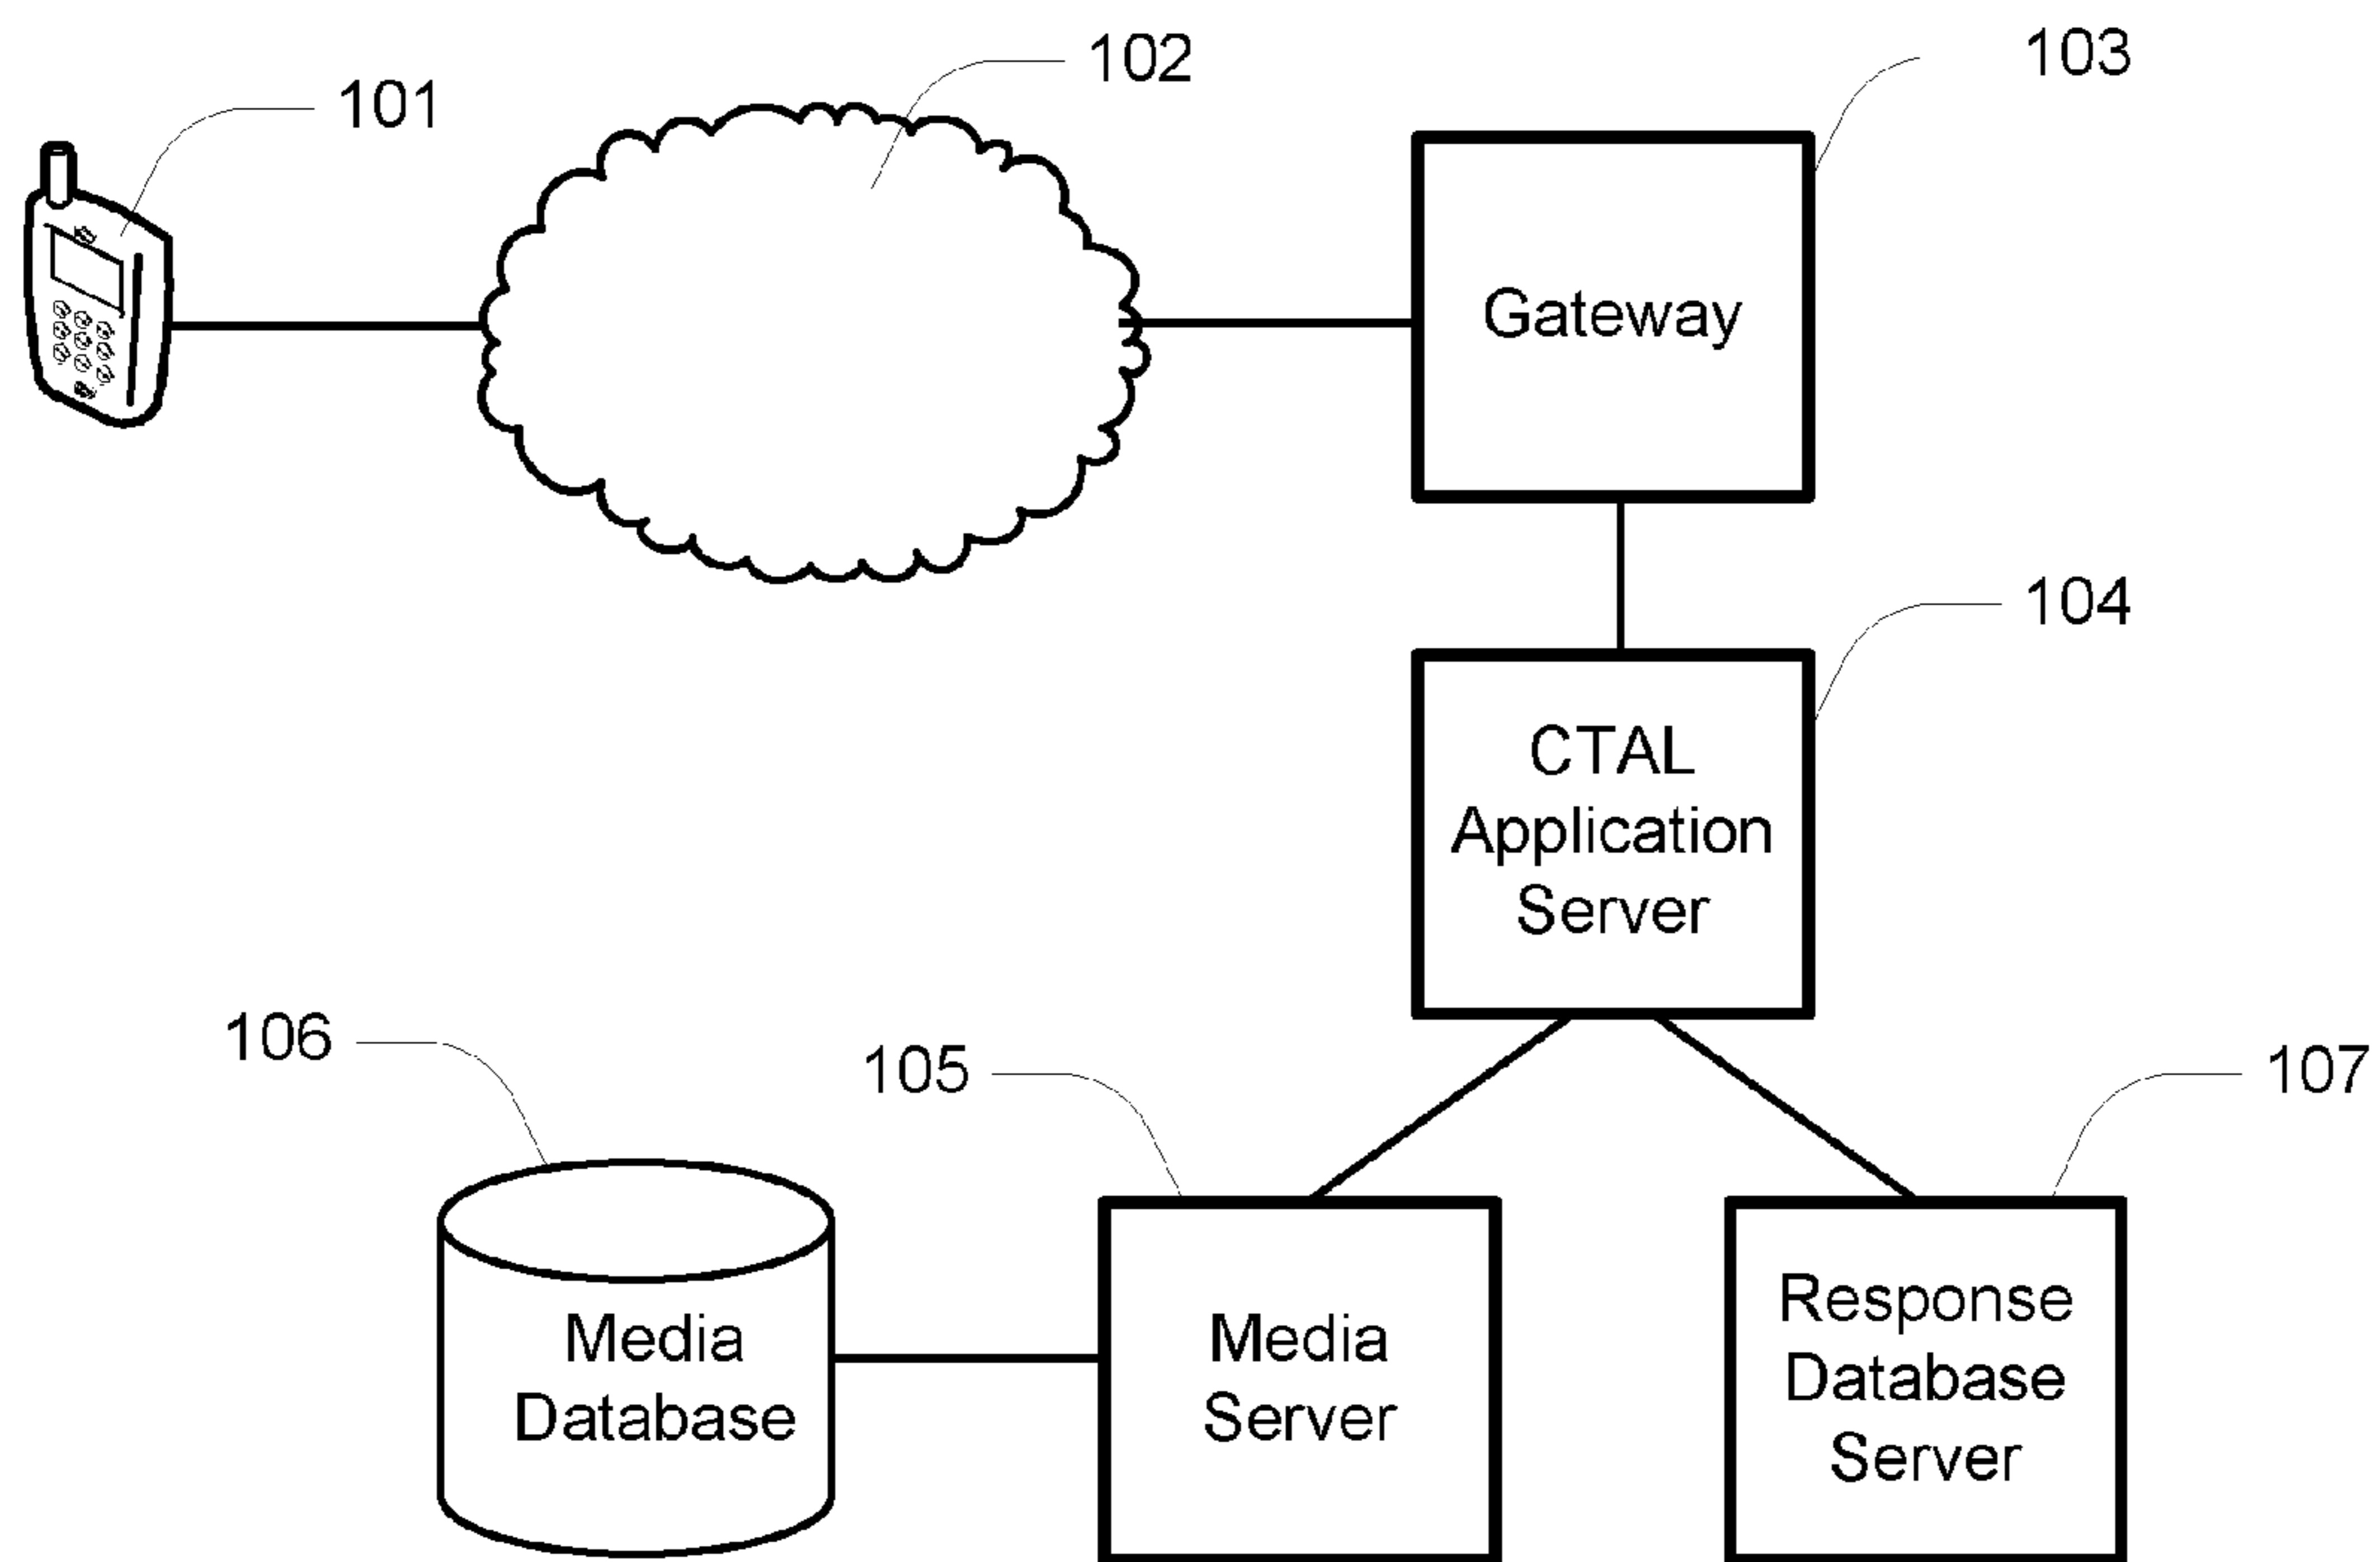 101
102
103
Gateway
104
CTAL
Application
Server
106
105
107
Media
Database
Media
Server
Response
Database
Server